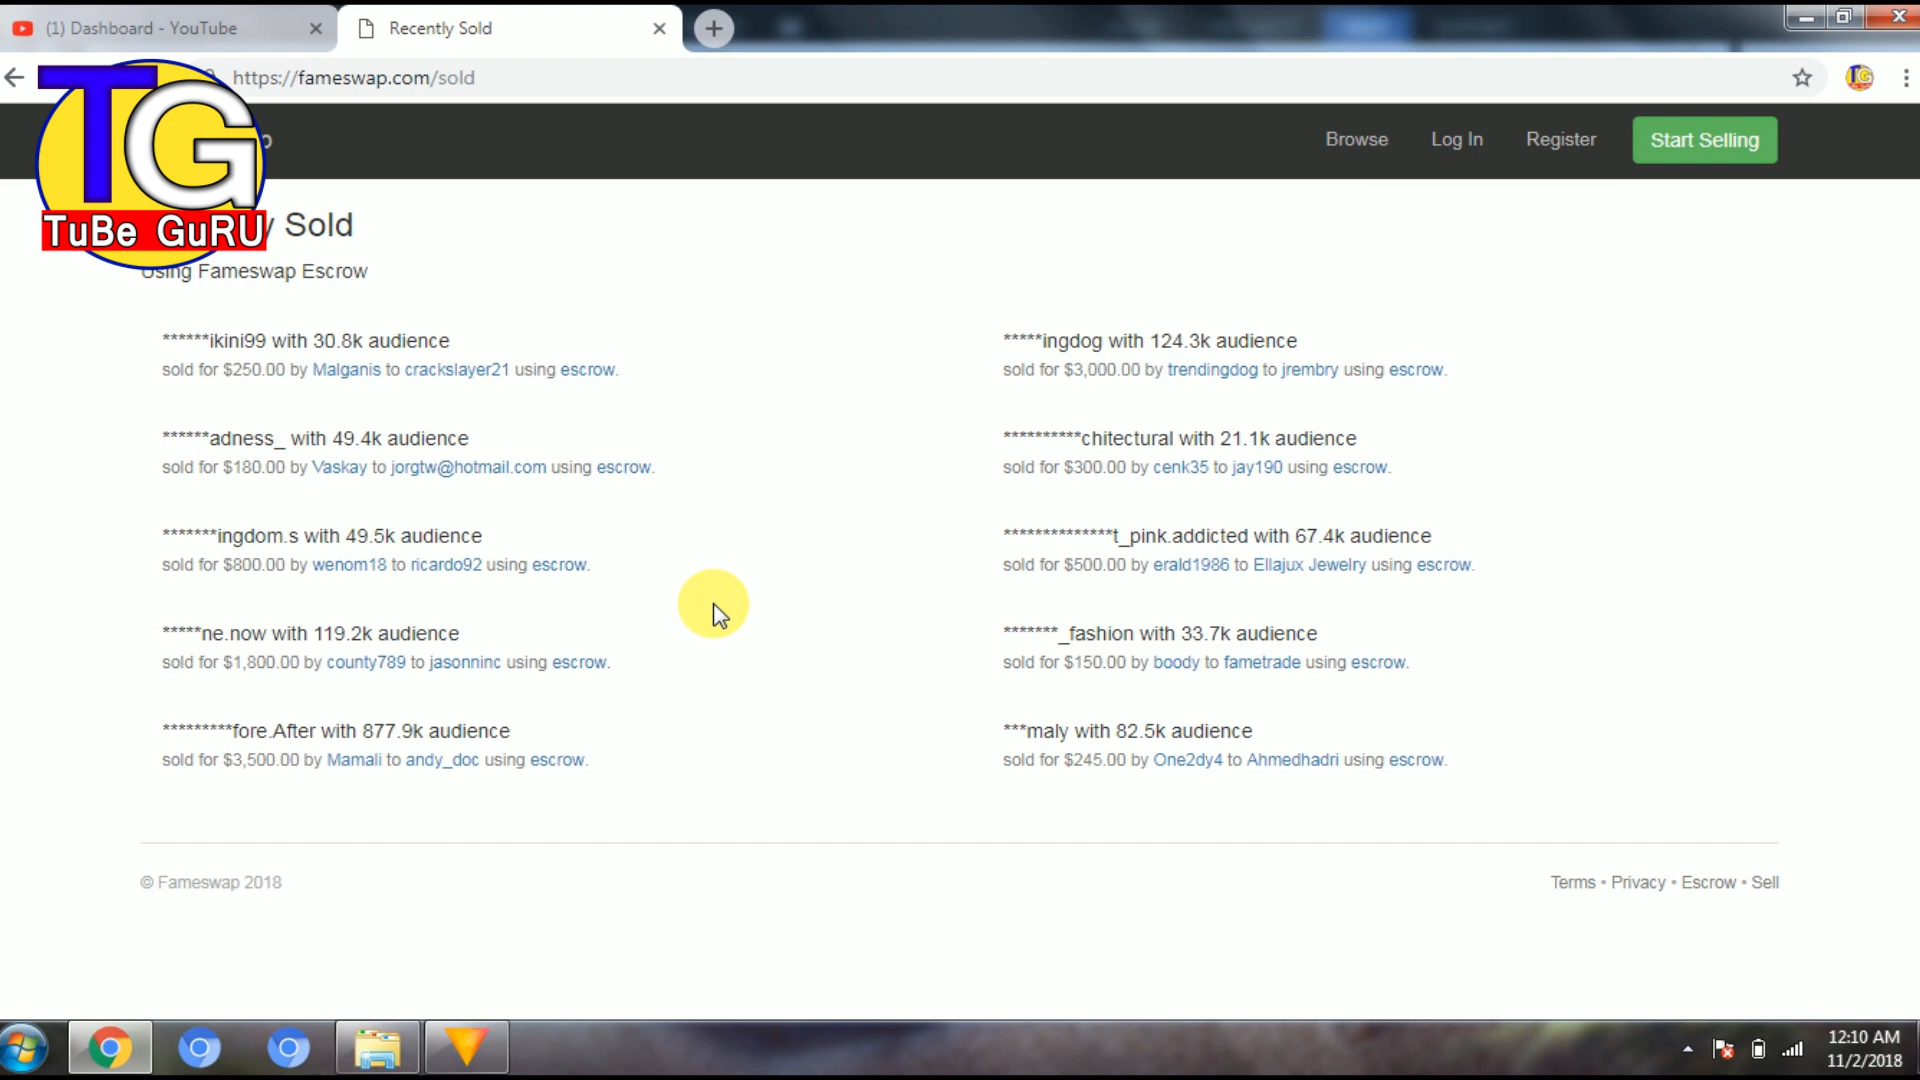 (1) Dashboard - YouTube
Recently Sold
https://fameswap.com/sold
TG
TuBe GuRU
Browse
Log In
Register
Start Selling
Sold
Using Fameswap Escrow
******ikini99 with 30.8k audience
sold for $250.00 by Malganis to crackslayer21 using escrow.
*****ingdog with 124.3k audience
sold for $3,000.00 by trendingdog to jrembry using escrow.
******adness_ with 49.4k audience
sold for $180.00 by Vaskay to jorgtw@hotmail.com using escrow.
**********chitectural with 21.1k audience
sold for $300.00 by cenk35 to jay190 using escrow.
*******ingdom.s with 49.5k audience
sold for $800.00 by wenom18 to ricardo92 using escrow.
**************t_pink.addicted with 67.4k audience
sold for $500.00 by erald1986 to Ellajux Jewelry using escrow.
*****ne.now with 119.2k audience
sold for $1,800.00 by county789 to jasonninc using escrow.
*******_fashion with 33.7k audience
sold for $150.00 by boody to fametrade using escrow.
*********fore.After with 877.9k audience
sold for $3,500.00 by Mamali to andy_doc using escrow.
***maly with 82.5k audience
sold for $245.00 by One2dy4 to Ahmedhadri using escrow.
© Fameswap 2018
Terms • Privacy • Escrow • Sell
12:10 AM
11/2/2018